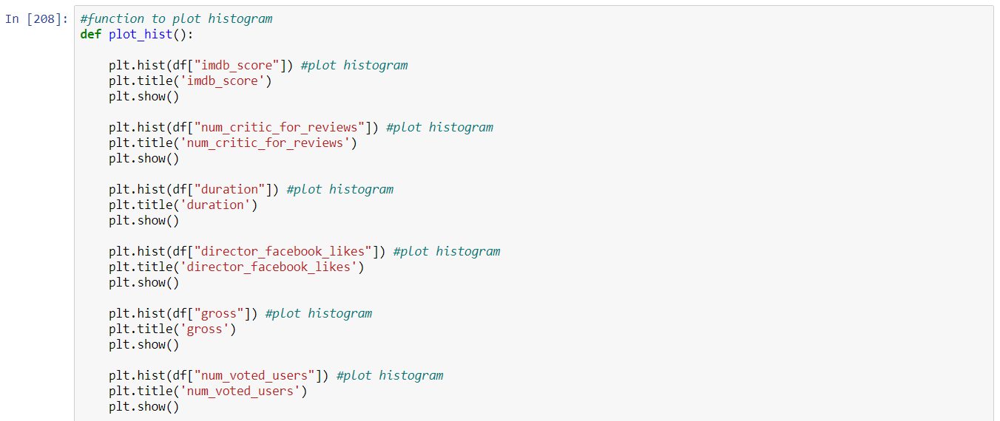 In [208]: #function to plot histogram
def plot_hist():
plt.hist(df["imdb_score"]) #plot histogram
plt.title('imdb_score')
plt.show()
plt.hist(df["num_critic_for_reviews"]) #plot histogram
plt.title('num_critic_for_reviews')
plt.show()
plt.hist(df["duration"]) #plot histogram
plt.title('duration')
plt.show()
plt.hist(df["director_facebook_likes"]) #plot histogram
plt.title('director_facebook_likes')
plt.show()
plt.hist(df["gross"]) #plot histogram
plt.title('gross')
plt.show()
plt.hist(df["num_voted_users"]) #plot histogram
plt.title('num_voted_users')
plt.show()